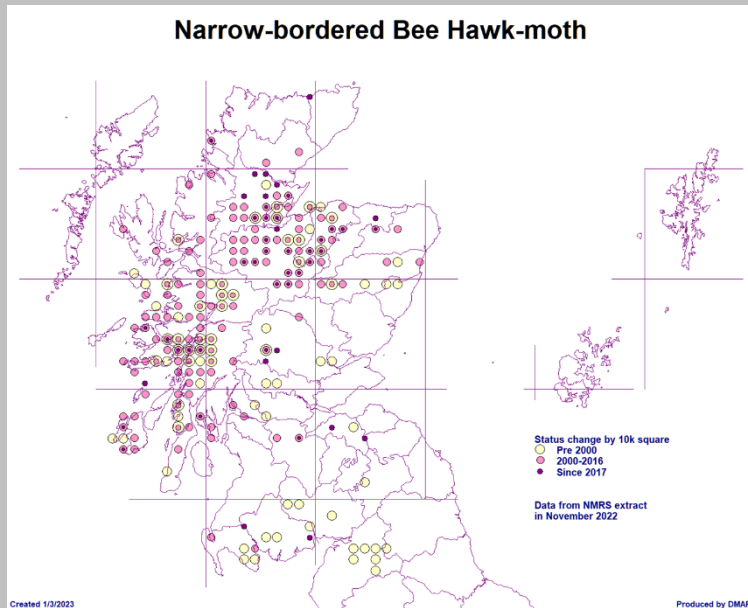 Narrow-bordered Bee Hawk-moth
Status change by 10k square
Pre 2000
2000-2016
Since 2017
Data from NMRS extract
in November 2022
Created 1/3/2023
Produced by DMAP